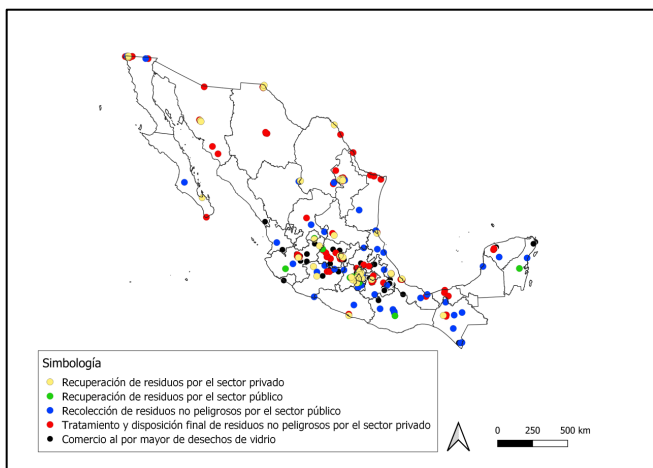 Simbología
Recuperación de residuos por el sector privado
Recuperación de residuos por el sector público
Recolección de residuos no peligrosos por el sector público
Tratamiento y disposición final de residuos no peligrosos por el sector privado
Comercio al por mayor de desechos de vidrio
0 250 500 km